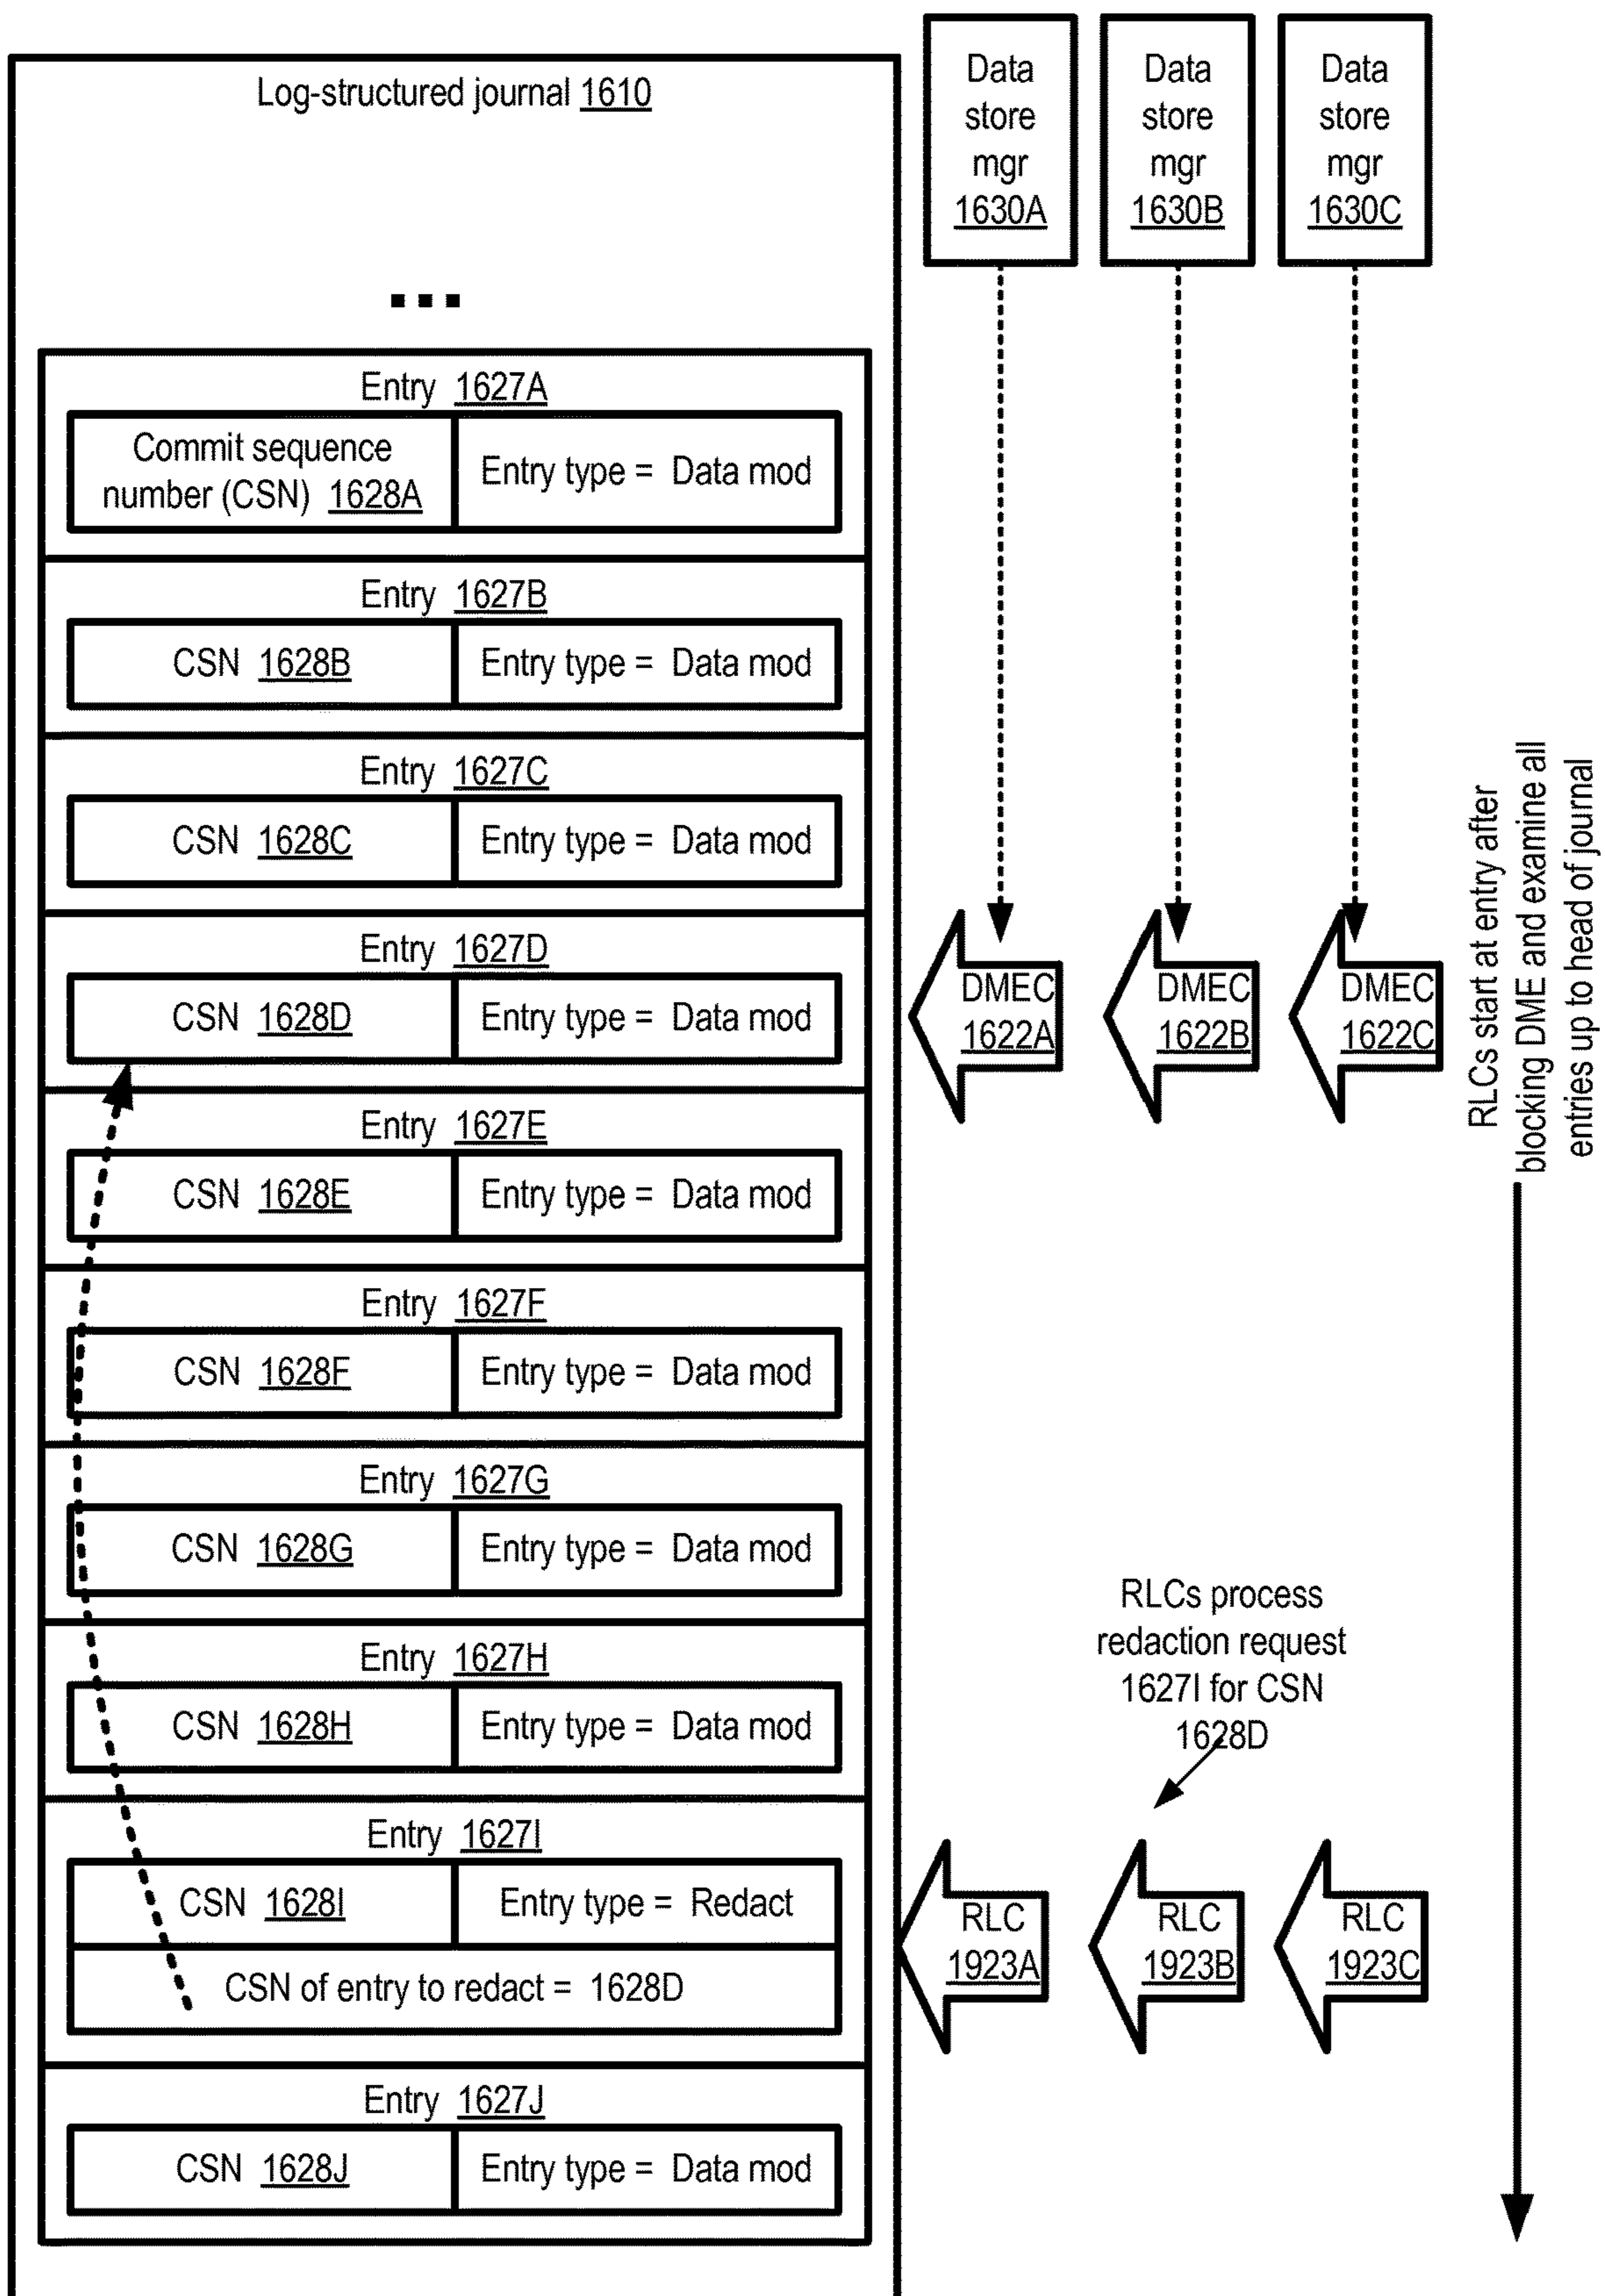 Log-structured journal 1610
...
Entry 1627A
Commit sequence
number (CSN) 1628A
Entry type = Data mod
Entry 1627B
CSN 1628B
Entry type = Data mod
Entry 1627C
CSN 1628C
Entry type = Data mod
Entry 1627D
CSN 1628D
Entry type = Data mod
Entry 1627E
CSN 1628E
Entry type = Data mod
Entry 1627F
CSN 1628F
Entry type = Data mod
Entry 1627G
CSN 1628G
Entry type = Data mod
Entry 1627H
CSN 1628H
Entry type = Data mod
Entry 1627I
CSN 1628I
Entry type = Redact
CSN of entry to redact = 1628D
Entry 1627J
CSN 1628J
Entry type = Data mod
Data
store
mgr
1630A
Data
store
mgr
1630B
Data
store
mgr
1630C
DMEC
1622A
DMEC
1622B
DMEC
1622C
RLCs start at entry after
blocking DME and examine all
entries up to head of journal
RLCs process
redaction request
1627I for CSN
1628D
RLC
1923A
RLC
1923B
RLC
1923C